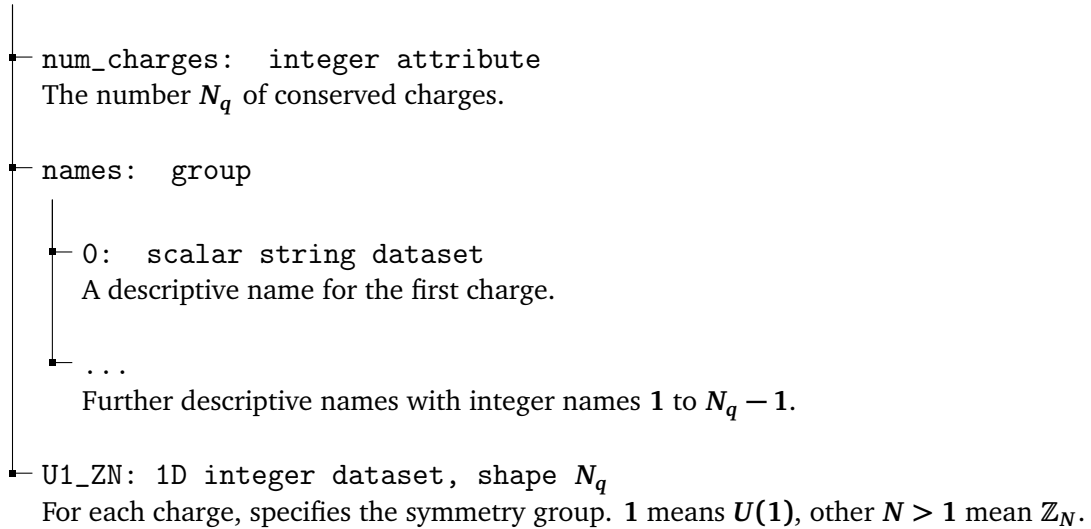 num_charges: integer attribute
The number N_q of conserved charges.
names: group
0: scalar string dataset
A descriptive name for the first charge.
...
Further descriptive names with integer names 1 to N_q − 1.
U1_ZN: 1D integer dataset, shape N_q
For each charge, specifies the symmetry group. 1 means U(1), other N > 1 mean ℤ_N.